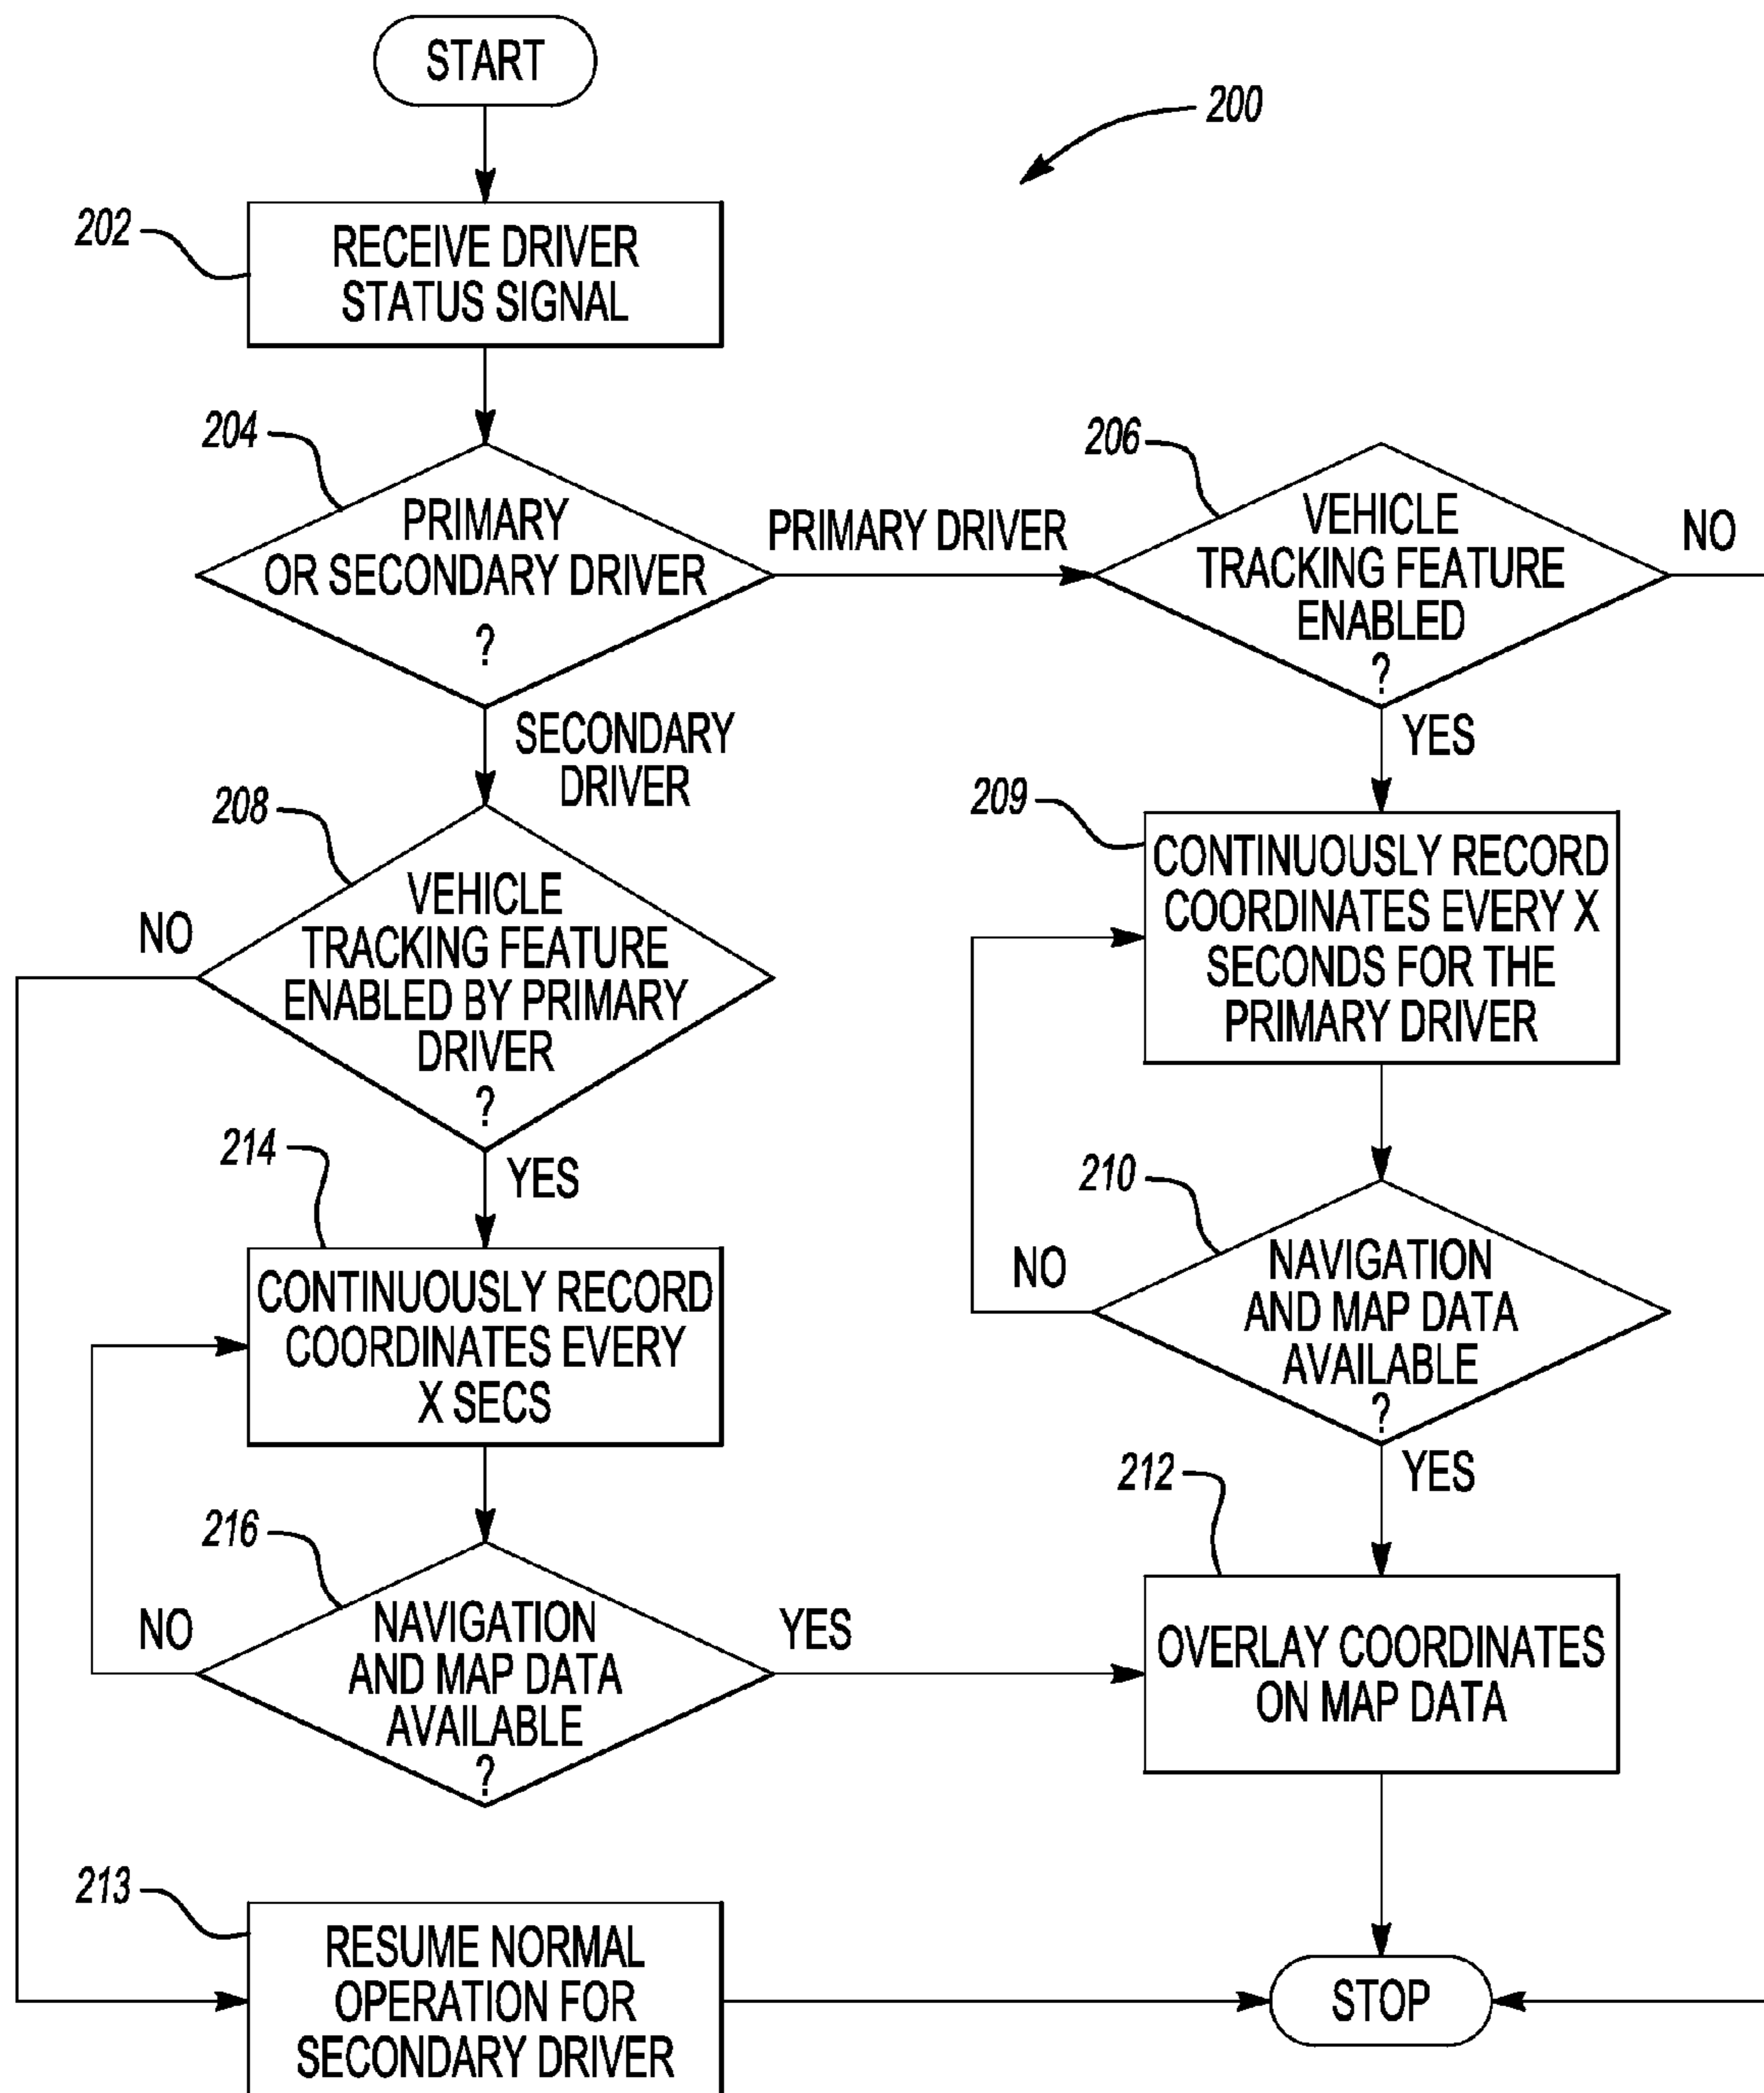 START
200
202
RECEIVE DRIVER
STATUS SIGNAL
204
PRIMARY
OR SECONDARY DRIVER
?
PRIMARY DRIVER
206
VEHICLE
TRACKING FEATURE
ENABLED
?
NO
YES
SECONDARY
DRIVER
208
VEHICLE
TRACKING FEATURE
ENABLED BY PRIMARY
DRIVER
?
NO
YES
209
CONTINUOUSLY RECORD
COORDINATES EVERY X
SECONDS FOR THE
PRIMARY DRIVER
210
NAVIGATION
AND MAP DATA
AVAILABLE
?
NO
YES
214
CONTINUOUSLY RECORD
COORDINATES EVERY
X SECS
216
NAVIGATION
AND MAP DATA
AVAILABLE
?
NO
YES
212
OVERLAY COORDINATES
ON MAP DATA
213
RESUME NORMAL
OPERATION FOR
SECONDARY DRIVER
STOP